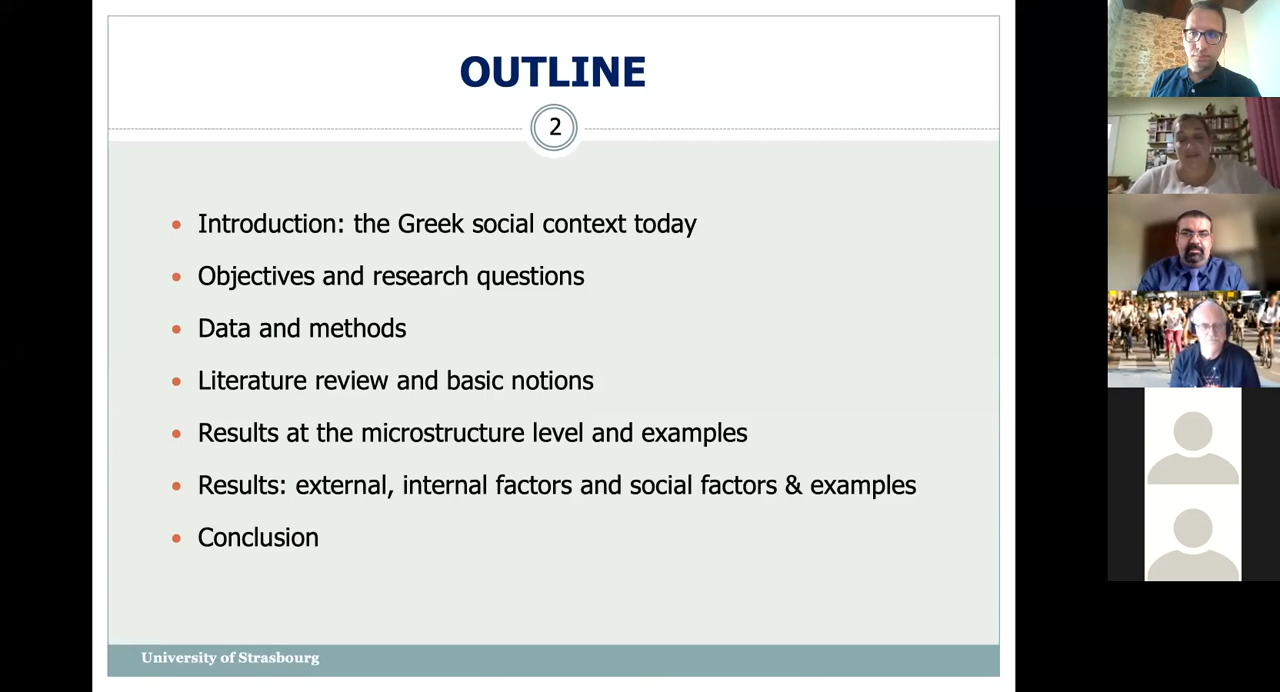 OUTLINE
2
• Introduction: the Greek social context today
• Objectives and research questions
• Data and methods
• Literature review and basic notions
• Results at the microstructure level and examples
• Results: external, internal factors and social factors & examples
• Conclusion
University of Strasbourg